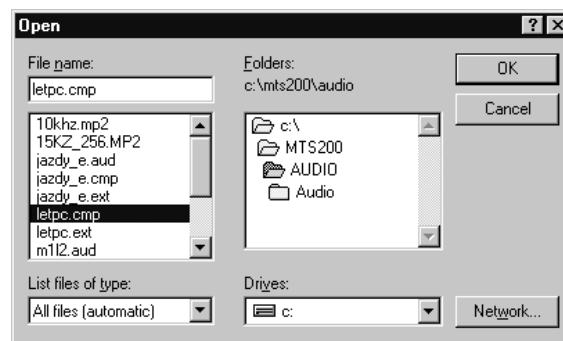 Open
File name:
letpc.cmp
10khz.mp2
15KZ_256.MP2
jazdy_e.aud
jazdy_e.cmp
jazdy_e.ext
letpc.cmp
letpc.ext
m1l2.aud
List files of type:
All files (automatic)
Folders:
c:\mts200\audio
c:\
MTS200
AUDIO
Audio
Drives:
c:
OK
Cancel
Network...